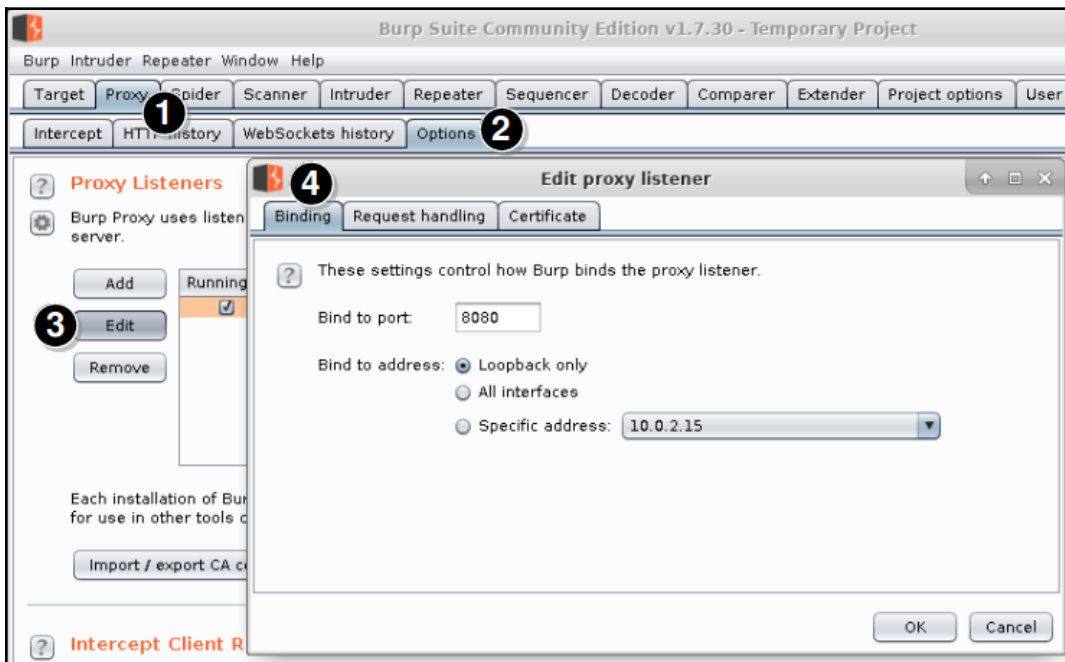 Burp Suite Community Edition v1.7.30 - Temporary Project
Burp Intruder Repeater Window Help
Target Proxy Spider Scanner Intruder Repeater Sequencer Decoder Comparer Extender Project options User
1
Intercept HTTP history WebSockets history Options 2
Proxy Listeners
Burp Proxy uses listen
server.
Add
Running
3
Edit
Remove
Each installation of Bur
for use in other tools
Import / export CA
Intercept Client R
4
Edit proxy listener
Binding Request handling Certificate
These settings control how Burp binds the proxy listener.
Bind to port: 8080
Bind to address: Loopback only
All interfaces
Specific address: 10.0.2.15
OK Cancel